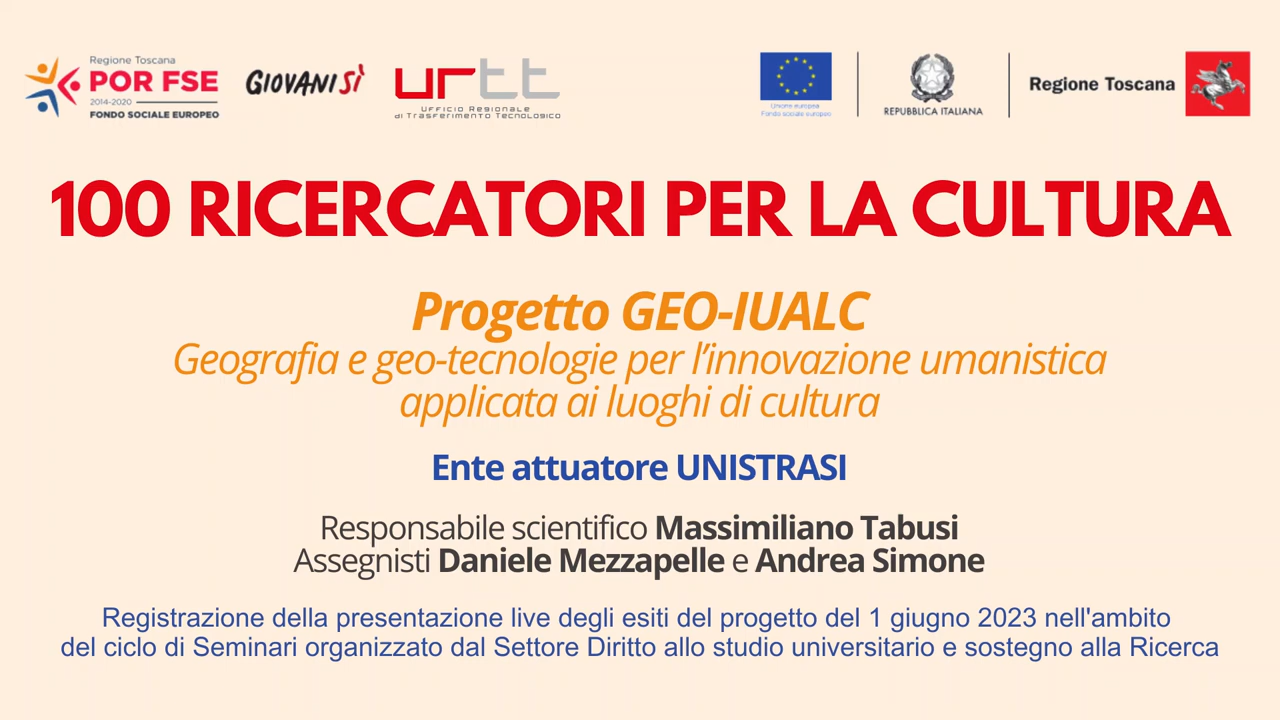 Regione Toscana
POR FSE
2014-2020
FONDO SOCIALE EUROPEO
GIOVANISÌ
urtt
Ufficio Regionale
di Trasferimento Tecnologico
Unione europea
Fondo sociale europeo
REPUBBLICA ITALIANA
Regione Toscana
100 RICERCATORI PER LA CULTURA
Progetto GEO-IUALC
Geografia e geo-tecnologie per l’innovazione umanistica
applicata ai luoghi di cultura
Ente attuatore UNISTRASI
Responsabile scientifico Massimiliano Tabusi
Assegnisti Daniele Mezzapelle e Andrea Simone
Registrazione della presentazione live degli esiti del progetto del 1 giugno 2023 nell'ambito
del ciclo di Seminari organizzato dal Settore Diritto allo studio universitario e sostegno alla Ricerca